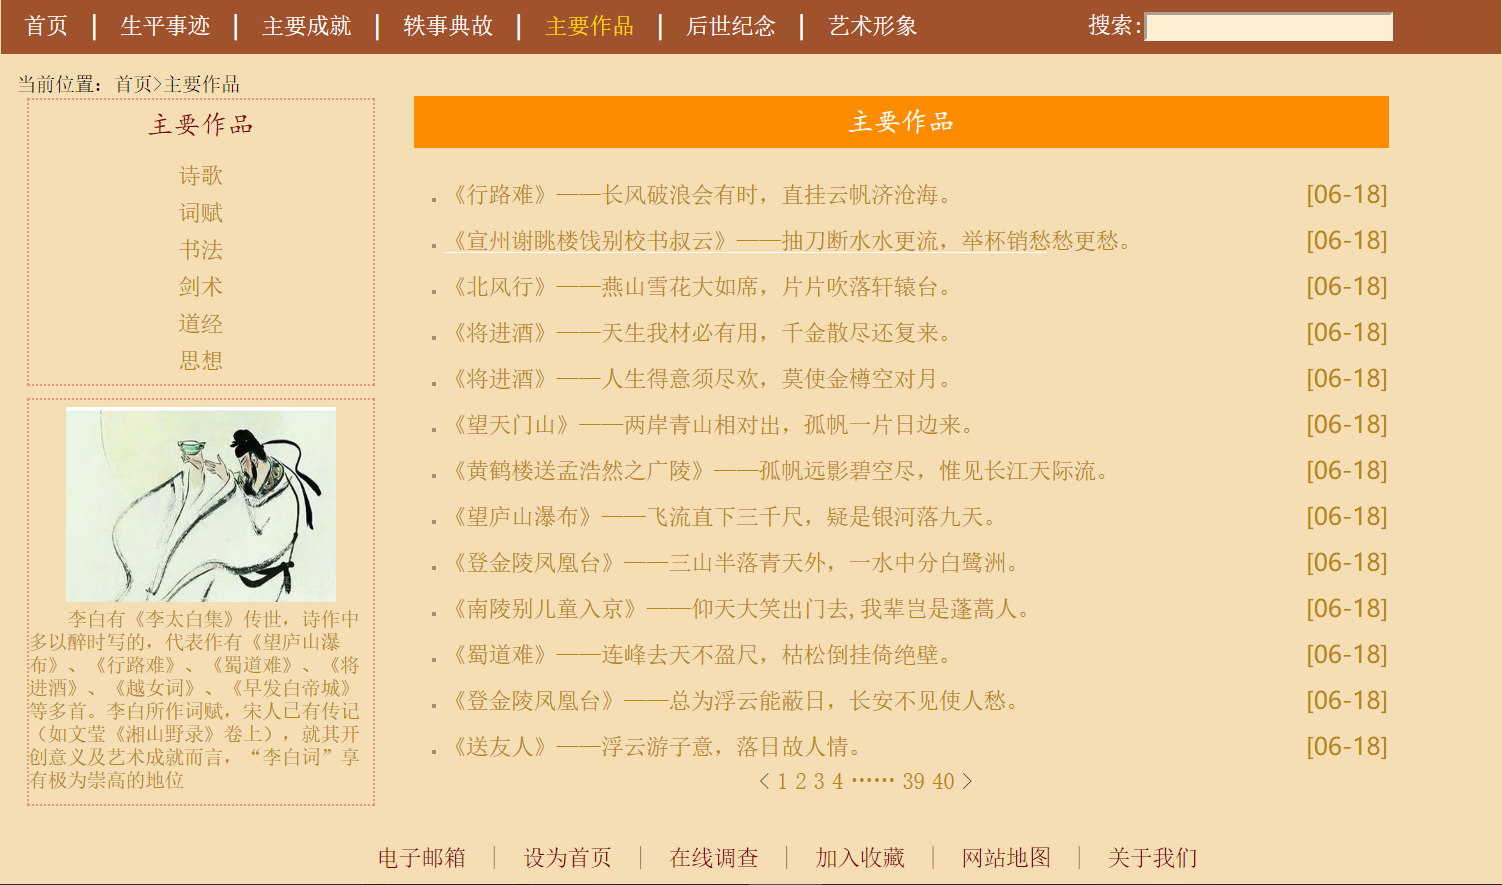 首页 | 生平事迹 | 主要成就 | 轶事典故 | 主要作品 | 后世纪念 | 艺术形象 搜索:
当前位置：首页>主要作品
主要作品
诗歌
词赋
书法
剑术
道经
思想
李白有《李太白集》传世，诗作中
多以醉时写的，代表作有《望庐山瀑
布》、《行路难》、《蜀道难》、《将
进酒》、《越女词》、《早发白帝城》
等多首。李白所作词赋，宋人已有传记
（如文莹《湘山野录》卷上），就其开
创意义及艺术成就而言，“李白词”享
有极为崇高的地位
主要作品
《行路难》——长风破浪会有时，直挂云帆济沧海。 [06-18]
《宣州谢眺楼饯别校书叔云》——抽刀断水水更流，举杯销愁愁更愁。 [06-18]
《北风行》——燕山雪花大如席，片片吹落轩辕台。 [06-18]
《将进酒》——天生我材必有用，千金散尽还复来。 [06-18]
《将进酒》——人生得意须尽欢，莫使金樽空对月。 [06-18]
《望天门山》——两岸青山相对出，孤帆一片日边来。 [06-18]
《黄鹤楼送孟浩然之广陵》——孤帆远影碧空尽，惟见长江天际流。 [06-18]
《望庐山瀑布》——飞流直下三千尺，疑是银河落九天。 [06-18]
《登金陵凤凰台》——三山半落青天外，一水中分白鹭洲。 [06-18]
《南陵别儿童入京》——仰天大笑出门去,我辈岂是蓬蒿人。 [06-18]
《蜀道难》——连峰去天不盈尺，枯松倒挂倚绝壁。 [06-18]
《登金陵凤凰台》——总为浮云能蔽日，长安不见使人愁。 [06-18]
《送友人》——浮云游子意，落日故人情。 [06-18]
< 1 2 3 4 …… 39 40 >
电子邮箱 | 设为首页 | 在线调查 | 加入收藏 | 网站地图 | 关于我们